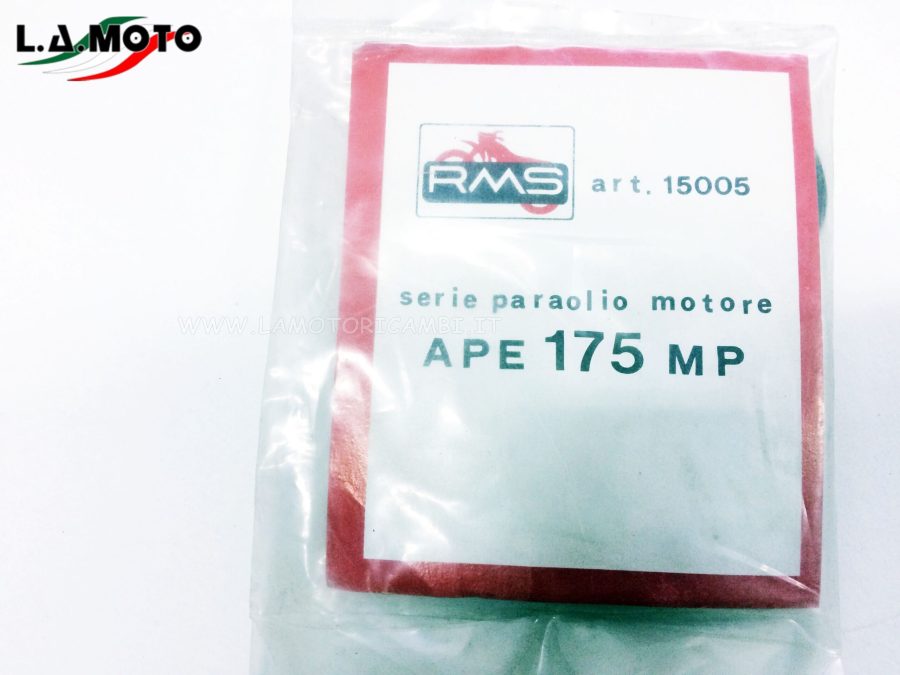 L.A.MOTO
RMS
art. 15005
serie paraolio motore
WWW.LAMOTORICAMBI.IT
APE 175 MP